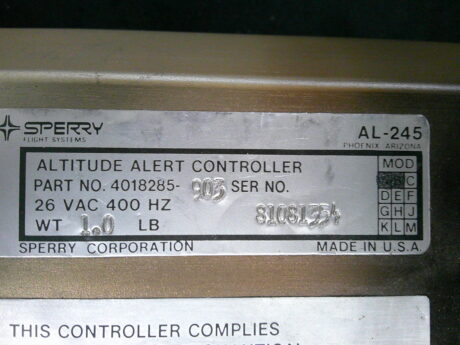 SPERRY
FLIGHT SYSTEMS
AL-245
PHOENIX, ARIZONA
ALTITUDE ALERT CONTROLLER
PART NO. 4018285-903 SER NO.
26 VAC 400 HZ 81081354
WT 1.0 LB
MOD
C
D E F
G H J
K L M
SPERRY CORPORATION MADE IN U.S.A.
THIS CONTROLLER COMPLIES